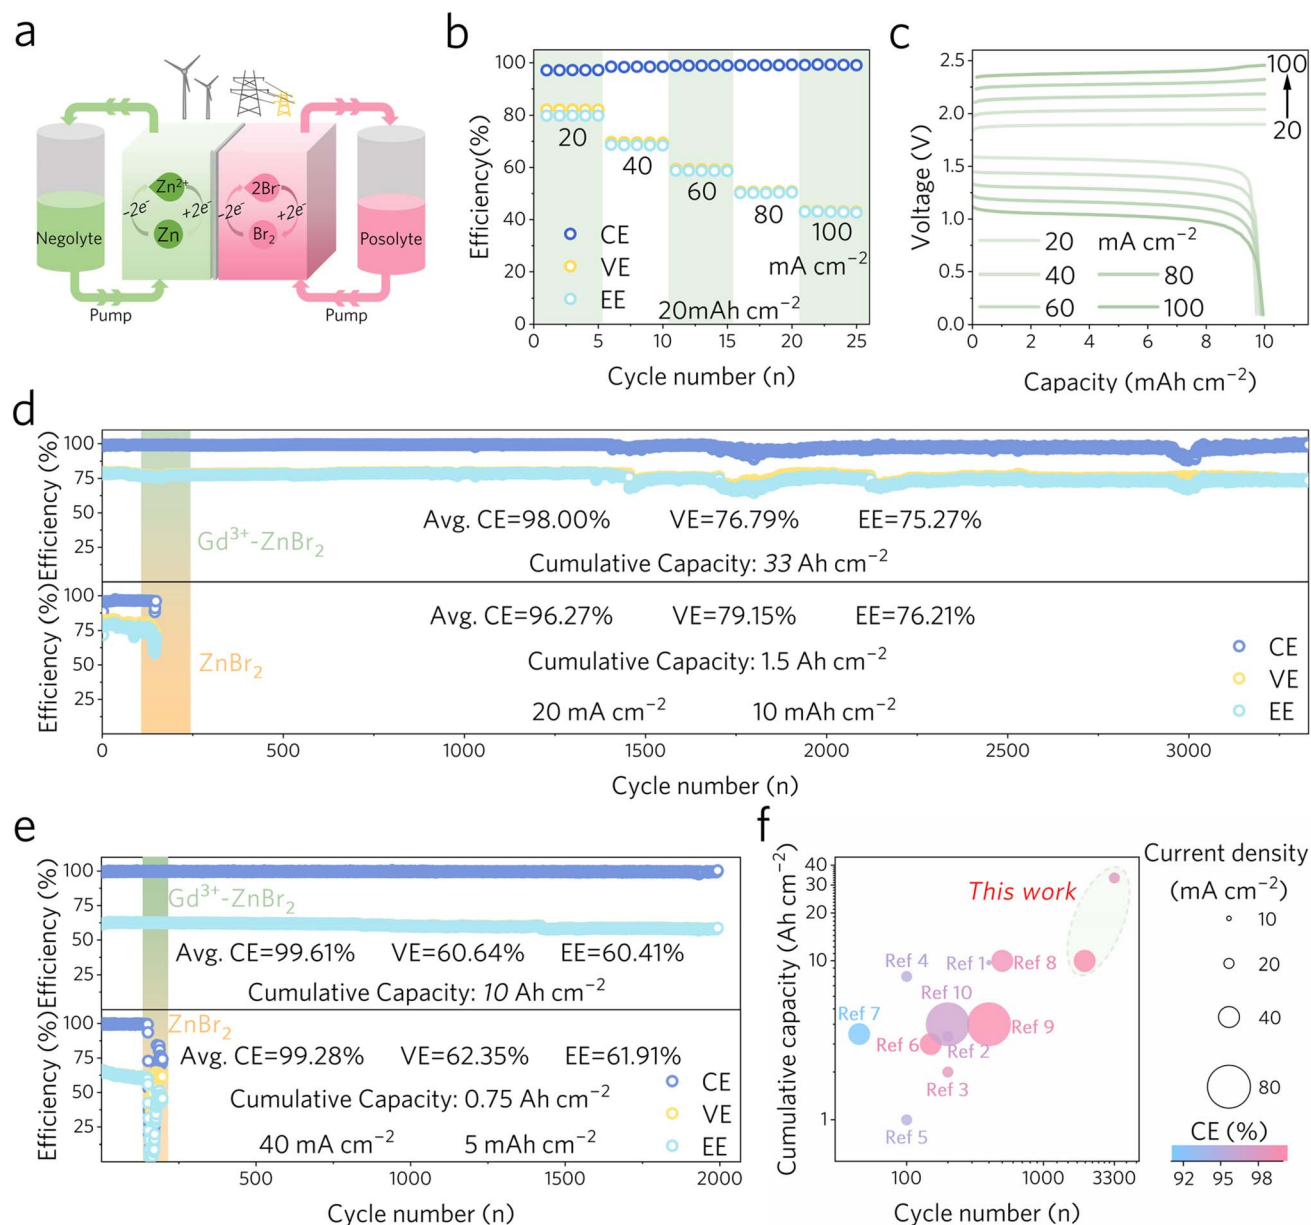 a
Zn²⁺
2Br⁻
-2e⁻
+2e⁻
-2e⁻
+2e⁻
Zn
Br₂
Negolyte
Posolyte
Pump
Pump
b
Efficiency(%)
100
80
60
40
20
0
20
40
60
80
100
mA cm⁻²
CE
VE
EE
20mAh cm⁻²
0 5 10 15 20 25
Cycle number (n)
c
Voltage (V)
2.5
2.0
1.5
1.0
0.5
0.0
100
20
20 mA cm⁻²
40 80
60 100
0 2 4 6 8 10
Capacity (mAh cm⁻²)
d
Efficiency (%)
100
75
50
25
Gd³⁺-ZnBr₂
Avg. CE=98.00% VE=76.79% EE=75.27%
Cumulative Capacity: 33 Ah cm⁻²
Efficiency (%)
100
75
50
25
ZnBr₂
Avg. CE=96.27% VE=79.15% EE=76.21%
Cumulative Capacity: 1.5 Ah cm⁻²
20 mA cm⁻² 10 mAh cm⁻²
CE
VE
EE
0 500 1000 1500 2000 2500 3000
Cycle number (n)
e
Efficiency (%)
100
75
50
25
Gd³⁺-ZnBr₂
Avg. CE=99.61% VE=60.64% EE=60.41%
Cumulative Capacity: 10 Ah cm⁻²
Efficiency (%)
100
75
50
25
ZnBr₂
Avg. CE=99.28% VE=62.35% EE=61.91%
Cumulative Capacity: 0.75 Ah cm⁻²
40 mA cm⁻² 5 mAh cm⁻²
CE
VE
EE
500 1000 1500 2000
Cycle number (n)
f
Cumulative capacity (Ah cm⁻²)
40
30
20
10
1
This work
Ref 4
Ref 1
Ref 8
Ref 10
Ref 7
Ref 9
Ref 6
Ref 2
Ref 3
Ref 5
100 1000 3300
Cycle number (n)
Current density
(mA cm⁻²)
10
20
40
80
CE (%)
92 95 98